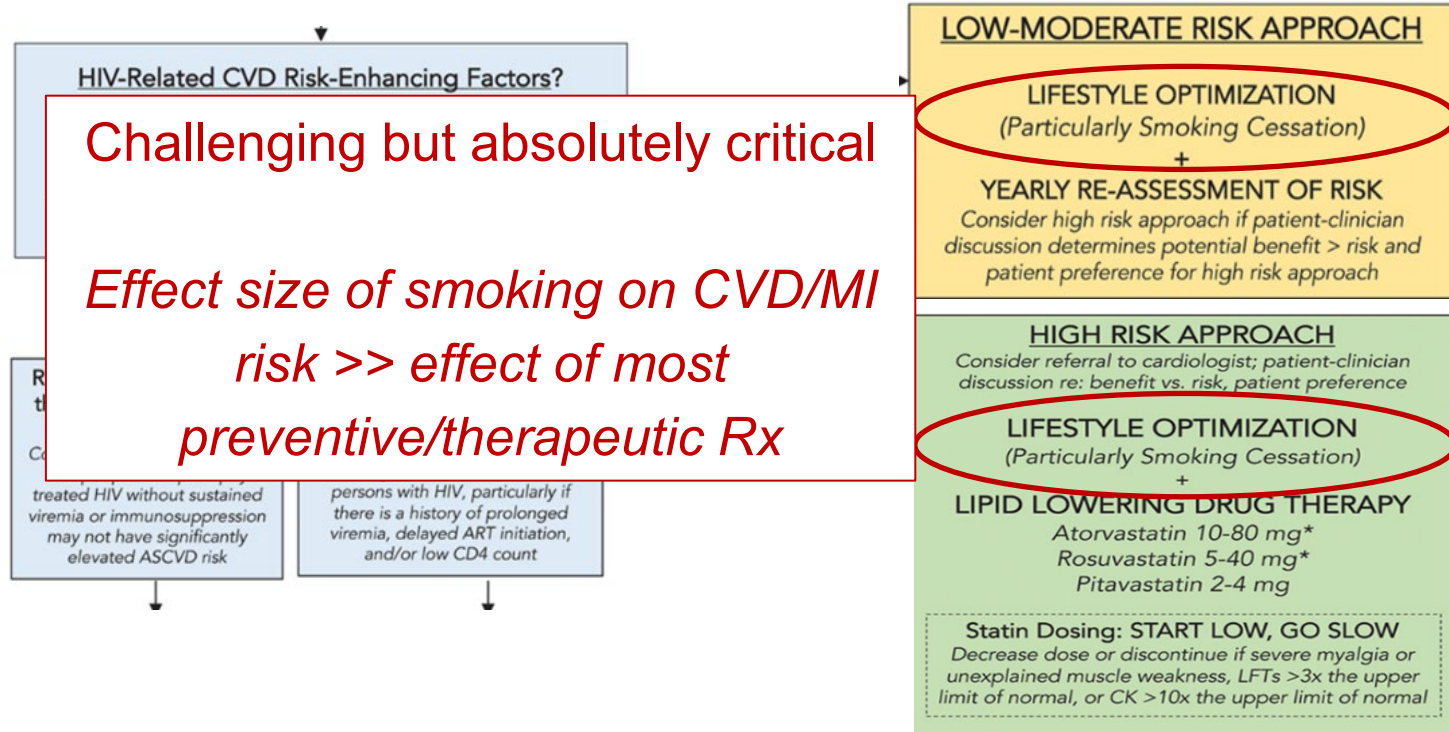 HIV-Related CVD Risk-Enhancing Factors?
Challenging but absolutely critical
Effect size of smoking on CVD/MI
risk >> effect of most
preventive/therapeutic Rx
treated HIV without sustained
viremia or immunosuppression
may not have significantly
elevated ASCVD risk
persons with HIV, particularly if
there is a history of prolonged
viremia, delayed ART initiation,
and/or low CD4 count
LOW-MODERATE RISK APPROACH
LIFESTYLE OPTIMIZATION
(Particularly Smoking Cessation)
+
YEARLY RE-ASSESSMENT OF RISK
Consider high risk approach if patient-clinician
discussion determines potential benefit > risk and
patient preference for high risk approach
HIGH RISK APPROACH
Consider referral to cardiologist; patient-clinician
discussion re: benefit vs. risk, patient preference
LIFESTYLE OPTIMIZATION
(Particularly Smoking Cessation)
+
LIPID LOWERING DRUG THERAPY
Atorvastatin 10-80 mg*
Rosuvastatin 5-40 mg*
Pitavastatin 2-4 mg
Statin Dosing: START LOW, GO SLOW
Decrease dose or discontinue if severe myalgia or
unexplained muscle weakness, LFTs >3x the upper
limit of normal, or CK >10x the upper limit of normal